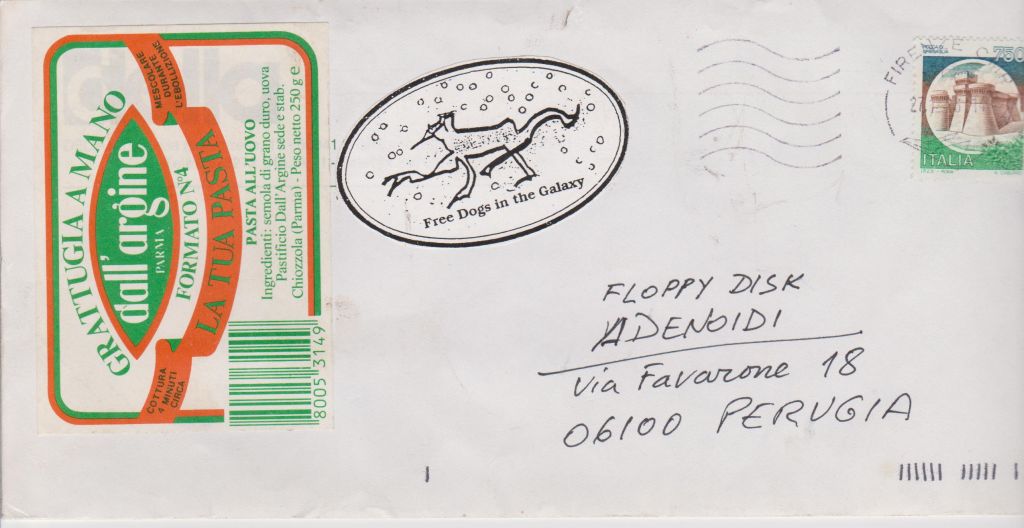 GRATTUGIA A MANO
dall'argine
PARMA
FORMATO N°4
LA TUA PASTA
MESCOLARE
DURANTE
L'EBOLLIZIONE
COTTURA
4 MINUTI
CIRCA
PASTA ALL'UOVO
Ingredienti: semola di grano duro, uova
Pastificio Dall'Argine sede e stab.
Chiozzola (Parma) - Peso netto 250 g e
80053149
Free Dogs in the Galaxy
FIRENZE
750
ITALIA
FLOPPY DISK
ADENOIDI
Via Favarone 18
06100 PERUGIA